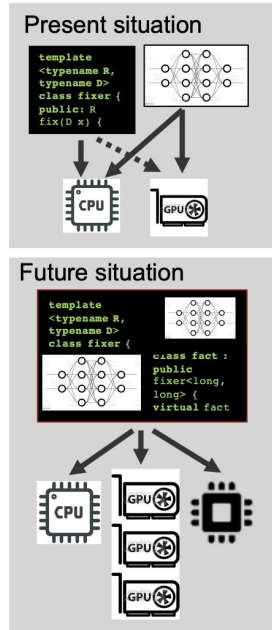 Present situation
template
<typename R,
typename D>
class fixer {
public: R
fix(D x) {
CPU
GPU
Future situation
template
<typename R,
typename D>
class fixer {
class fact :
public
fixer<long,
long> {
virtual fact
CPU
GPU
GPU
GPU